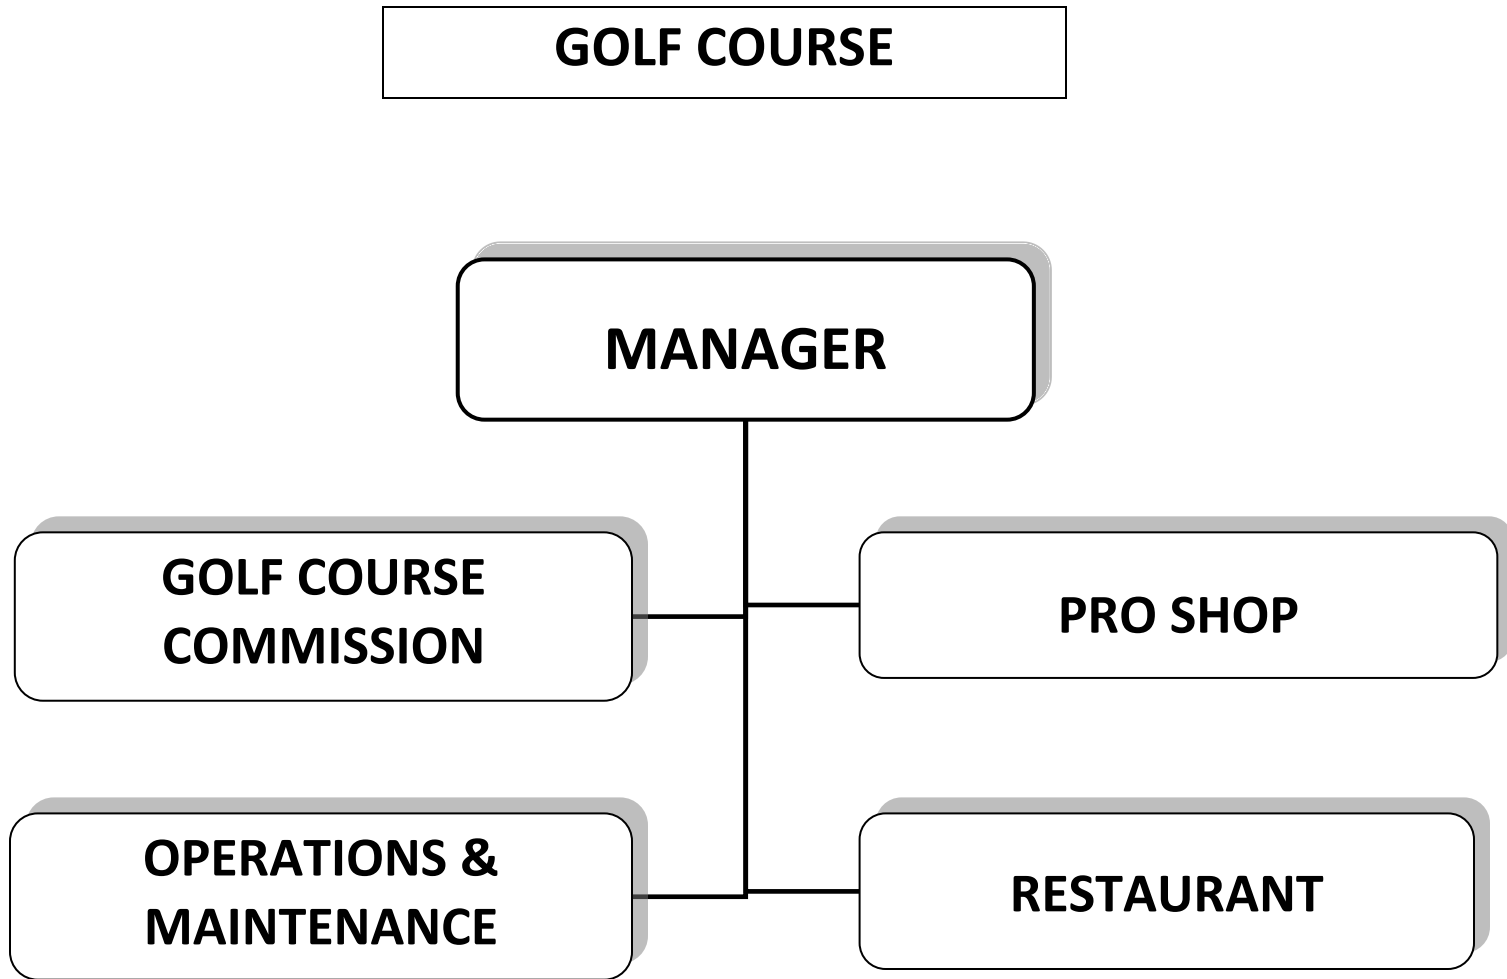 GOLF COURSE
MANAGER
GOLF COURSE
COMMISSION
PRO SHOP
OPERATIONS &
MAINTENANCE
RESTAURANT